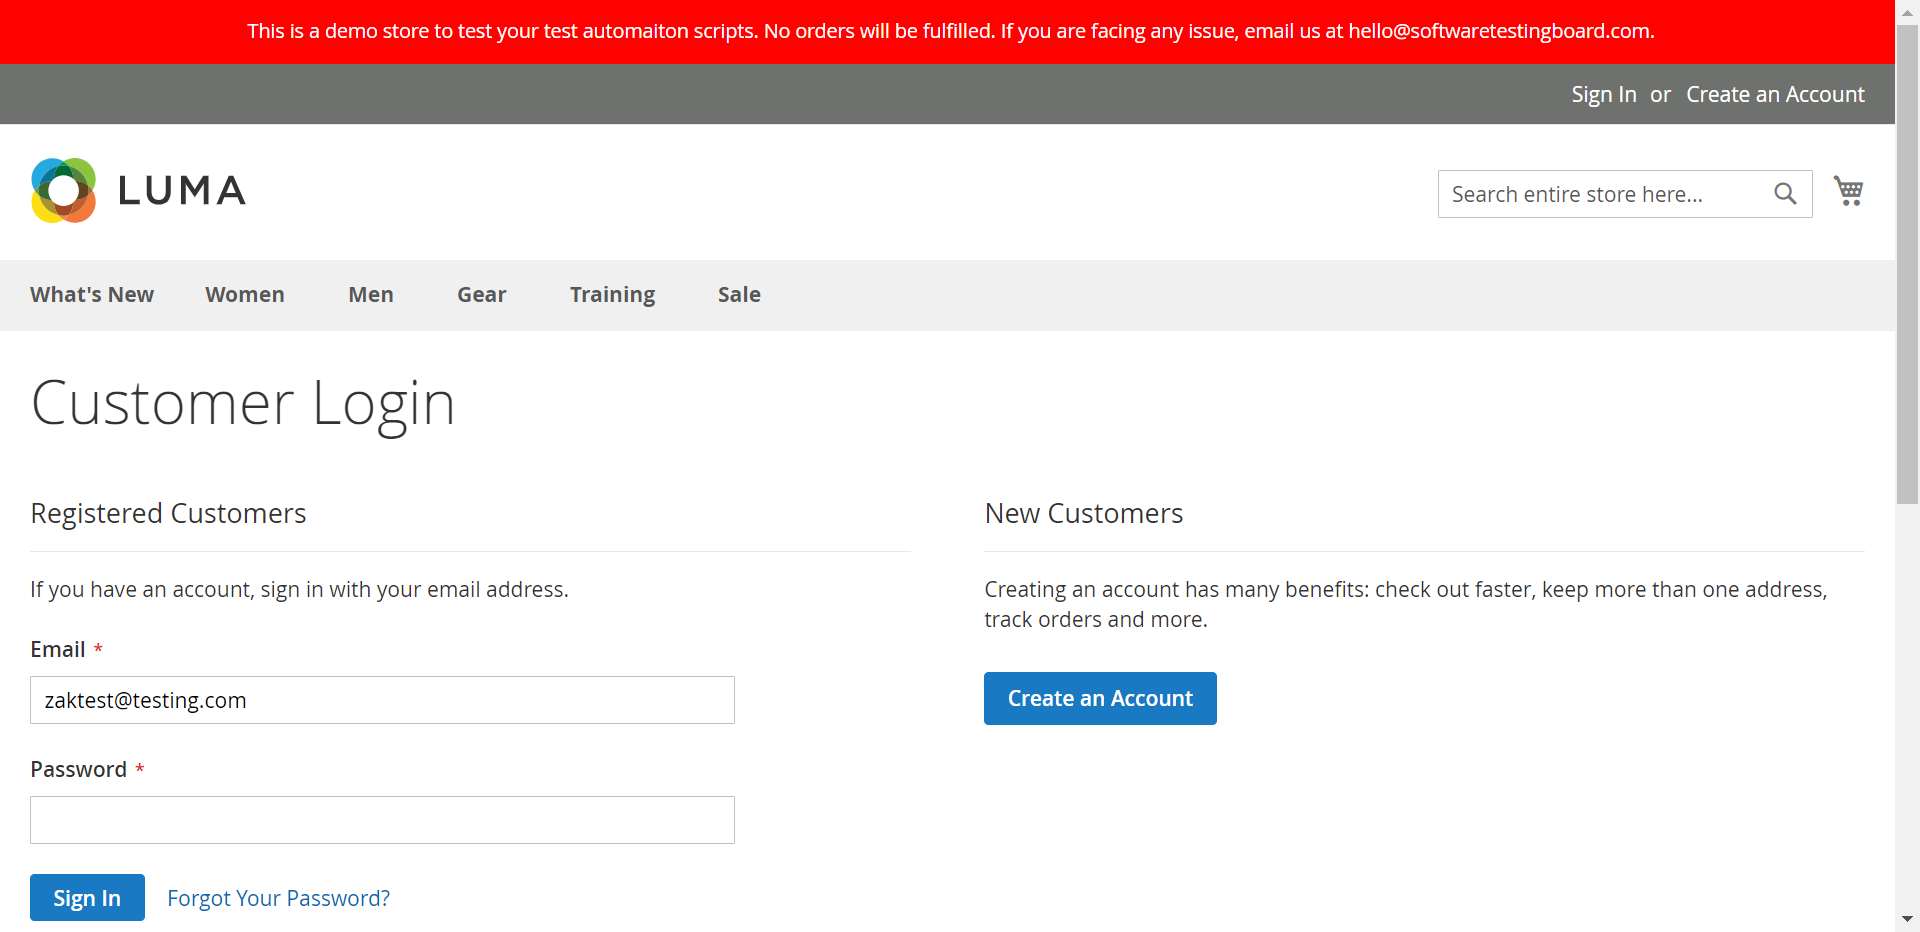 This is a demo store to test your test automaiton scripts. No orders will be fulfilled. If you are facing any issue, email us at hello@softwaretestingboard.com.
Sign In or Create an Account
LUMA
Search entire store here...
What's New Women Men Gear Training Sale
Customer Login
Registered Customers
If you have an account, sign in with your email address.
Email *
zaktest@testing.com
Password *
Sign In Forgot Your Password?
New Customers
Creating an account has many benefits: check out faster, keep more than one address,
track orders and more.
Create an Account